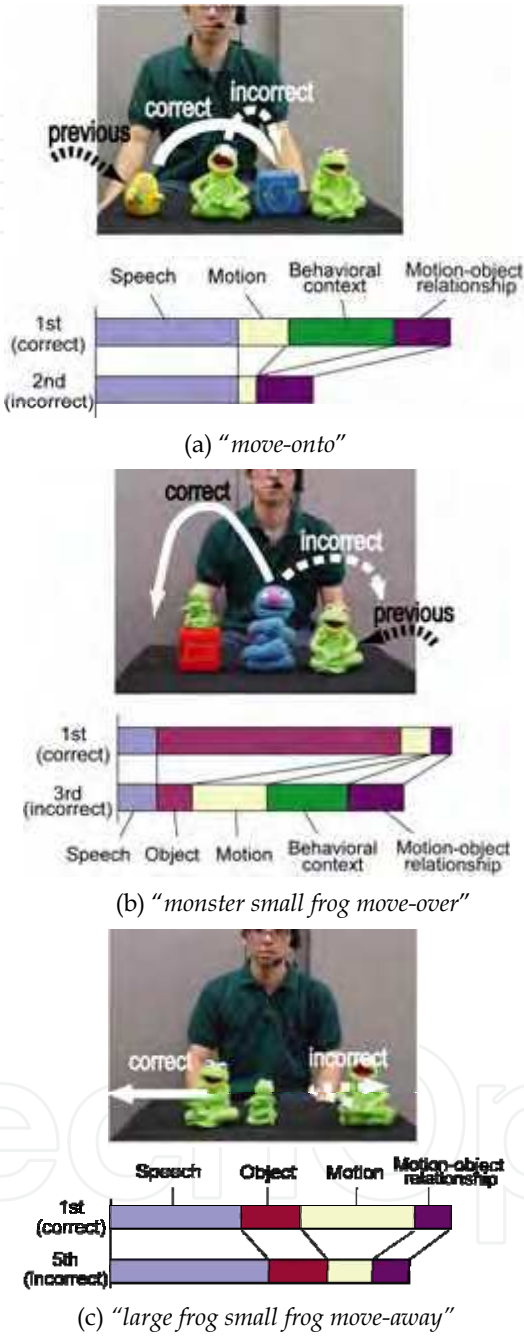 correct
incorrect
previous
Speech Motion Behavioral context Motion-object relationship
1st (correct)
2nd (incorrect)
(a) "move-onto"
correct
incorrect
previous
1st (correct)
3rd (incorrect)
Speech Object Motion Behavioral context Motion-object relationship
(b) "monster small frog move-over"
correct
incorrect
Speech Object Motion Motion-object relationship
1st (correct)
5th (incorrect)
(c) "large frog small frog move-away"